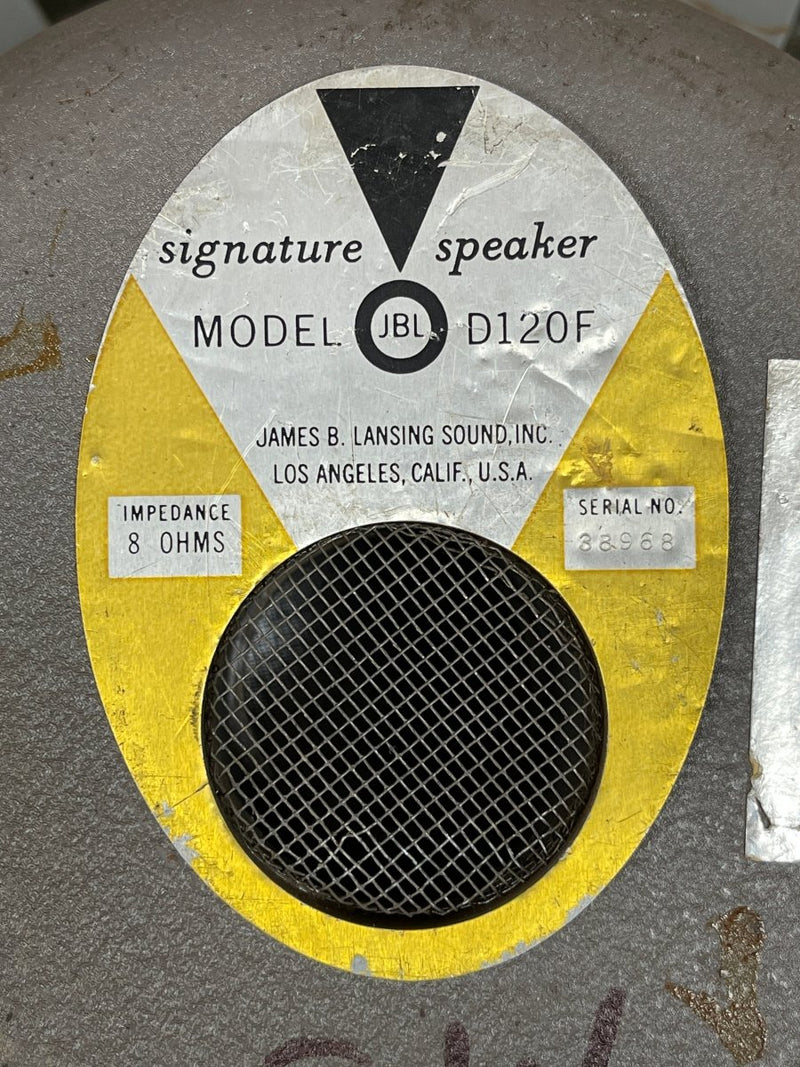 signature speaker
MODEL JBL D120F
JAMES B. LANSING SOUND, INC.
LOS ANGELES, CALIF., U.S.A.
IMPEDANCE
8 OHMS
SERIAL NO.
38968